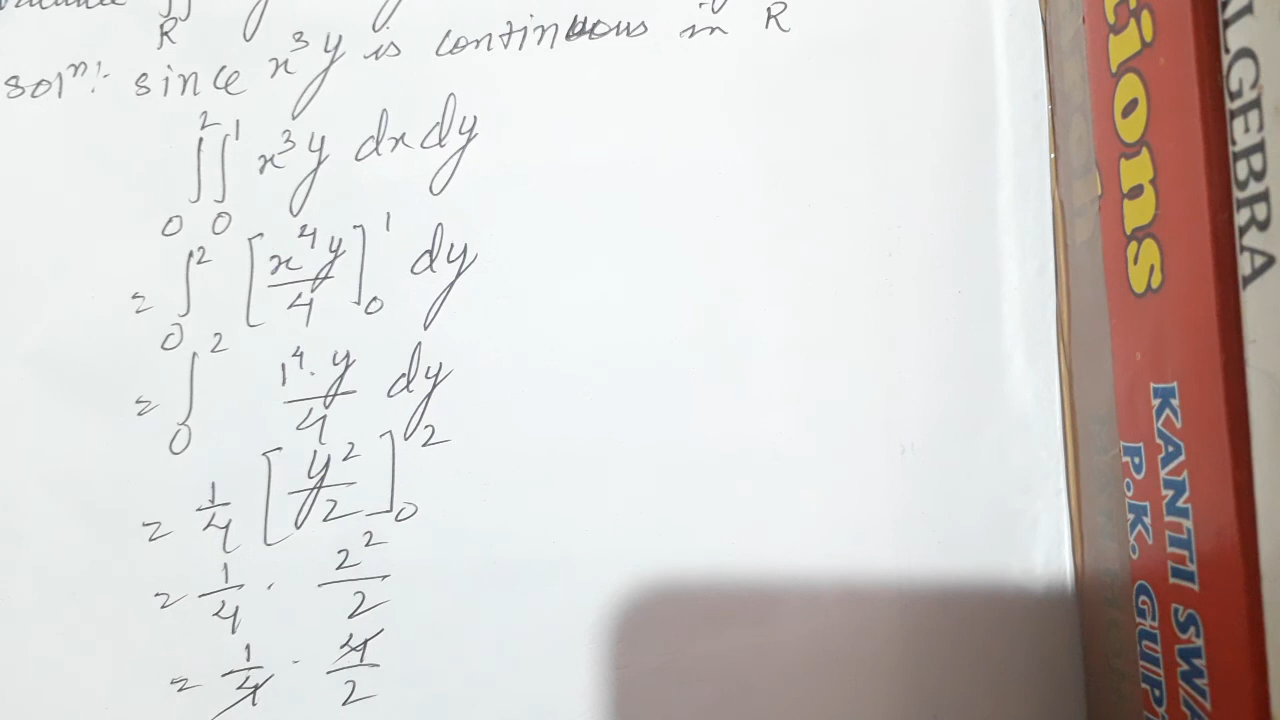 R
Solⁿ:- since x³y is continuous in R
∫₀² ∫₀¹ x³y dx dy
= ∫₀² [x⁴y/4]₀¹ dy
= ∫₀² 1⁴·y/4 dy
= 1/4 [y²/2]₀²
= 1/4 · 2²/2
= 1/4 · 4/2
tions
KANTI SWA
P.K. GUP
ALGEBRA